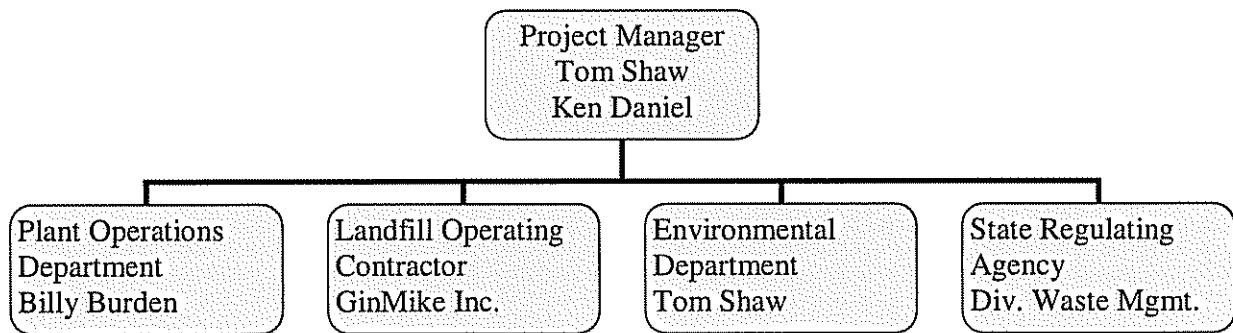 Project Manager
Tom Shaw
Ken Daniel
Plant Operations
Department
Billy Burden
Landfill Operating
Contractor
GinMike Inc.
Environmental
Department
Tom Shaw
State Regulating
Agency
Div. Waste Mgmt.